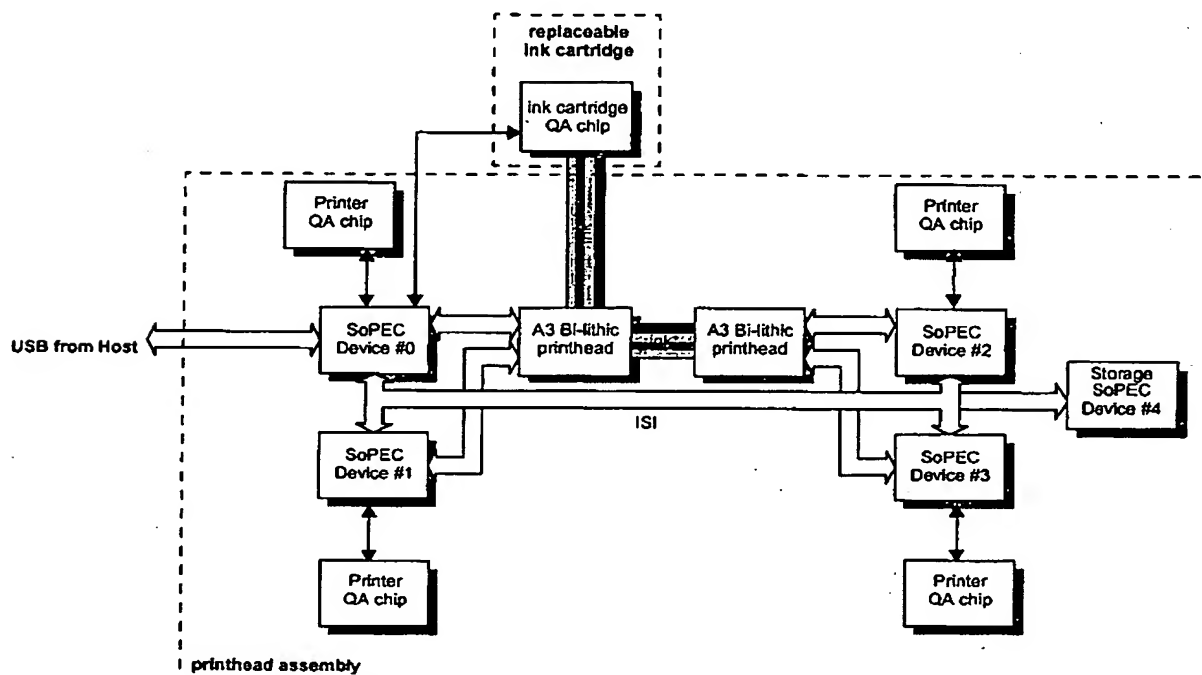 replaceable
ink cartridge
ink cartridge
QA chip
Printer
QA chip
Printer
QA chip
USB from Host
SoPEC
Device #0
A3 Bi-lithic
printhead
ink
A3 Bi-lithic
printhead
SoPEC
Device #2
Storage
SoPEC
Device #4
ISI
SoPEC
Device #1
SoPEC
Device #3
Printer
QA chip
Printer
QA chip
printhead assembly